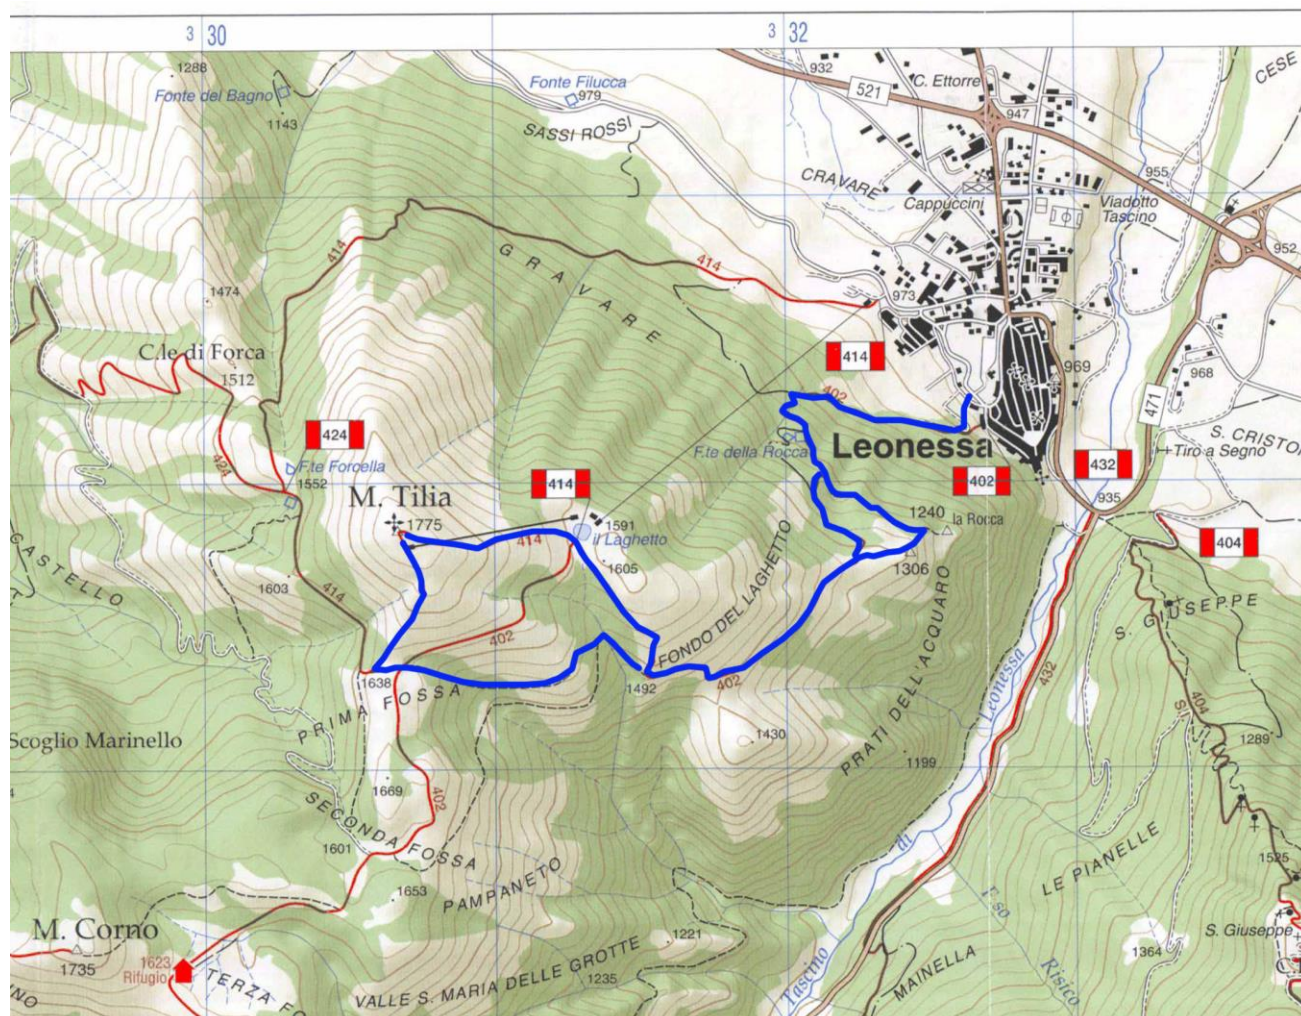 3 30
3 32
1288
Fonte del Bagno
1143
Fonte Filucca
979
SASSI ROSSI
932
C. Ettorre
521
947
CESE
CRAVARE
Cappuccini
Viadotto
Tascino
955
952
414
GRAVARE
414
973
1474
C.le di Forca
1512
414
969
968
471
402
424
F.te Forcella
1552
424
F.te della Rocca
Leonessa
S. CRISTO
Tiro a Segno
432
402
935
M. Tilia
1775
414
1591
il Laghetto
414
1605
1240
la Rocca
1306
404
CASTELLO
1603
414
402
FONDO DEL LAGHETTO
PRATI DELL'ACQUARO
S. GIUSEPPE
1638
PRIMA FOSSA
1492
402
432
404
S.I.
Scoglio Marinello
1430
1199
1289
1669
402
SECONDA FOSSA
1601
1653
PAMPANETO
LE PIANELLE
1525
M. Corno
1735
1623
Rifugio
TERZA FO
1221
1235
VALLE S. MARIA DELLE GROTTE
Tascino di Leonessa
MAINELLA
F.so Risico
1364
S. Giuseppe